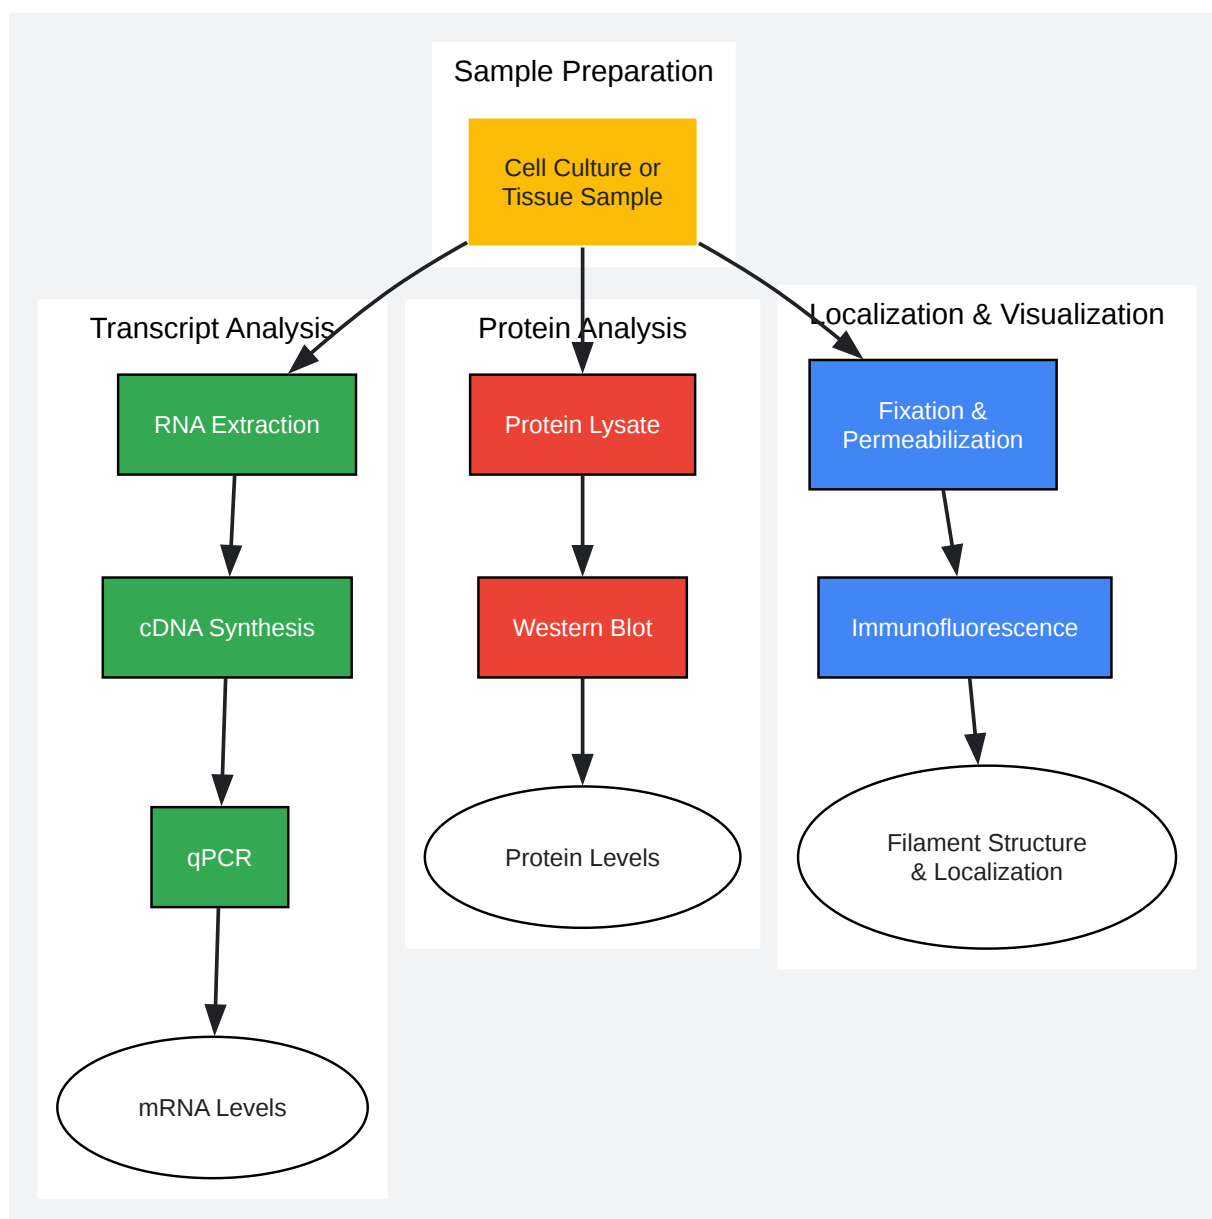 Sample Preparation
Cell Culture or
Tissue Sample
Transcript Analysis
RNA Extraction
cDNA Synthesis
qPCR
mRNA Levels
Protein Analysis
Protein Lysate
Western Blot
Protein Levels
Localization & Visualization
Fixation &
Permeabilization
Immunofluorescence
Filament Structure
& Localization